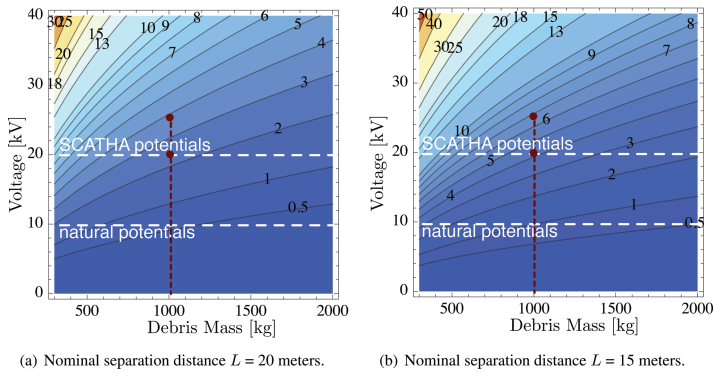 30 25 20 15 13 18 10 9 8 7 6 5 4 3 2 1 0.5
40
30
20
10
0
Voltage [kV]
SCATHA potentials
natural potentials
500 1000 1500 2000
Debris Mass [kg]
(a) Nominal separation distance L = 20 meters.
50 40 30 25 20 18 15 13 10 9 8 7 6 5 4 3 2 1 0.5
40
30
20
10
0
Voltage [kV]
SCATHA potentials
natural potentials
500 1000 1500 2000
Debris Mass [kg]
(b) Nominal separation distance L = 15 meters.